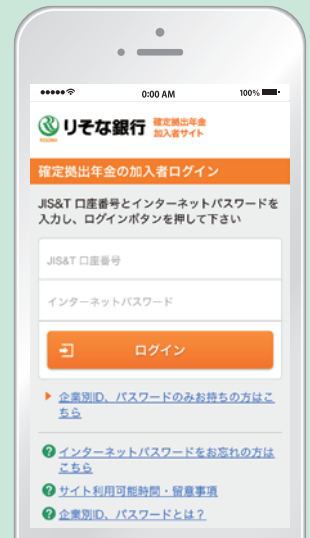 0:00 AM
100%
りそな銀行
確定拠出年金
加入者サイト
RESONA
確定拠出年金の加入者ログイン
JIS&T 口座番号とインターネットパスワードを
入力し、ログインボタンを押して下さい
JIS&T 口座番号
インターネットパスワード
ログイン
企業別ID、パスワードのみお持ちの方はこ
ちら
インターネットパスワードをお忘れの方は
こちら
サイト利用可能時間・留意事項
企業別ID、パスワードとは？